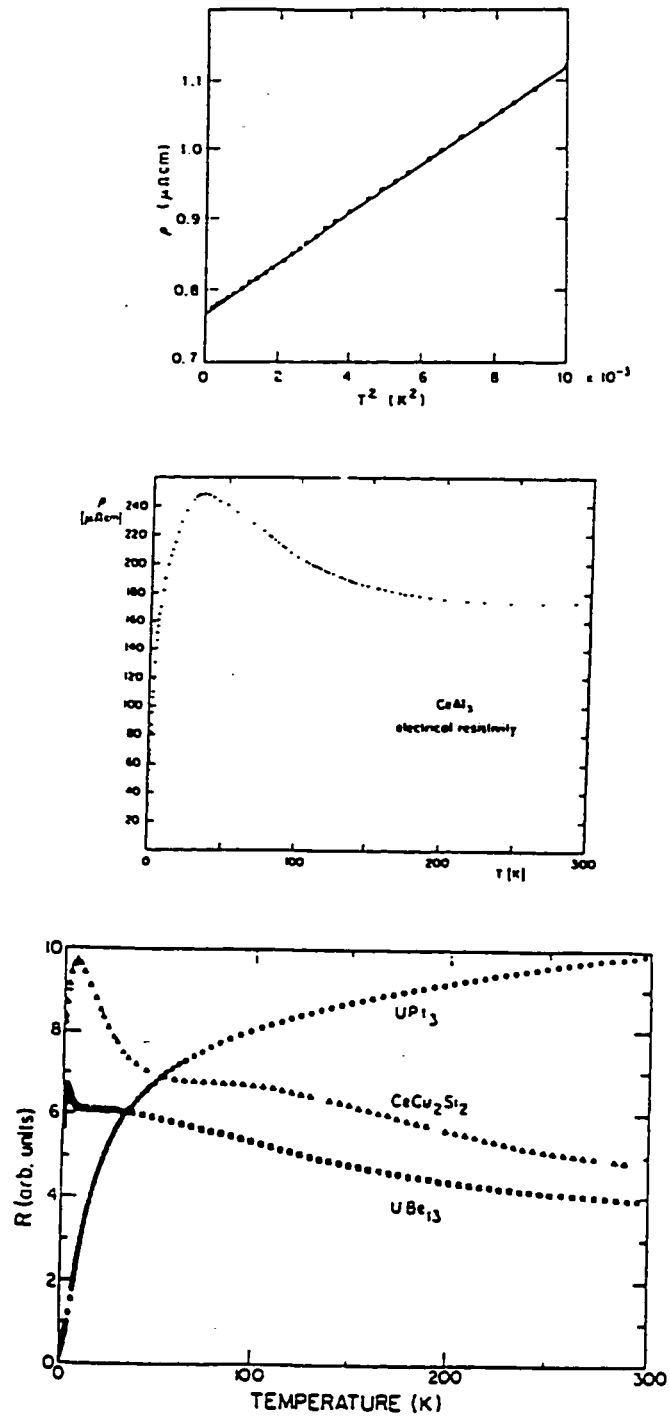 1.1
1.0
0.9
0.8
0.7
ρ (μΩcm)
0 2 4 6 8 10 x 10⁻³
T² (K²)
ρ
[μΩcm]
240
220
200
180
160
140
120
100
80
60
40
20
CeAl₃
electrical resistivity
0 100 200 300
T [K]
10
8
6
4
2
0
R (arb. units)
UPt₃
CeCu₂Si₂
UBe₁₃
0 100 200 300
TEMPERATURE (K)